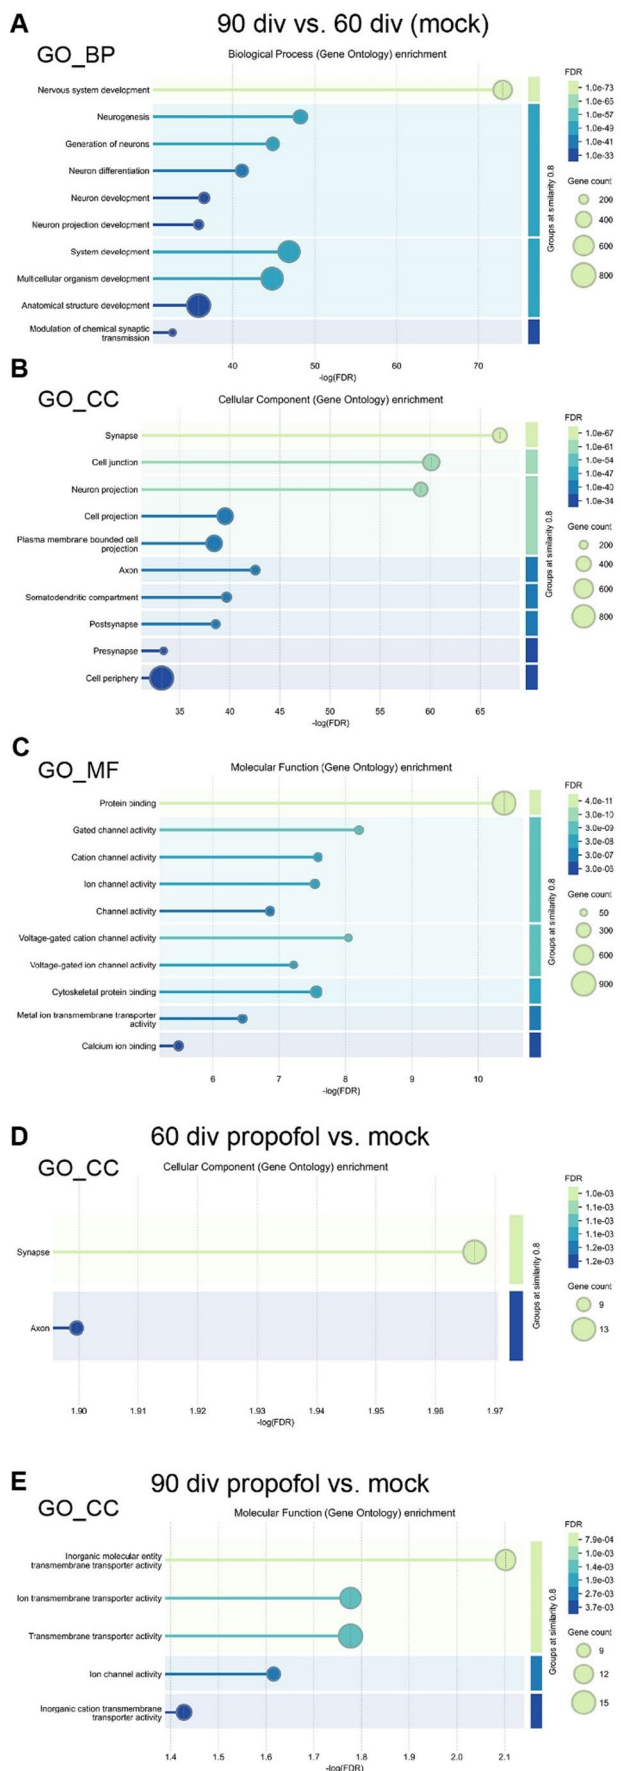 A
90 div vs. 60 div (mock)
GO_BP
Biological Process (Gene Ontology) enrichment
Nervous system development
Neurogenesis
Generation of neurons
Neuron differentiation
Neuron development
Neuron projection development
System development
Multicellular organism development
Anatomical structure development
Modulation of chemical synaptic
transmission
40 50 60 70
-log(FDR)
Groups at similarity 0.8
FDR
1.0e-73
1.0e-65
1.0e-57
1.0e-49
1.0e-41
1.0e-33
Gene count
200
400
600
800
B
GO_CC
Cellular Component (Gene Ontology) enrichment
Synapse
Cell junction
Neuron projection
Cell projection
Plasma membrane bounded cell
projection
Axon
Somatodendritic compartment
Postsynapse
Presynapse
Cell periphery
35 40 45 50 55 60 65
-log(FDR)
Groups at similarity 0.8
FDR
1.0e-67
1.0e-61
1.0e-54
1.0e-47
1.0e-40
1.0e-34
Gene count
200
400
600
800
C
GO_MF
Molecular Function (Gene Ontology) enrichment
Protein binding
Gated channel activity
Cation channel activity
Ion channel activity
Channel activity
Voltage-gated cation channel activity
Voltage-gated ion channel activity
Cytoskeletal protein binding
Metal ion transmembrane transporter
activity
Calcium ion binding
6 7 8 9 10
-log(FDR)
Groups at similarity 0.8
FDR
4.0e-11
3.0e-10
3.0e-09
3.0e-08
3.0e-07
3.0e-06
Gene count
50
300
600
900
D
60 div propofol vs. mock
GO_CC
Cellular Component (Gene Ontology) enrichment
Synapse
Axon
1.90 1.91 1.92 1.93 1.94 1.95 1.96 1.97
-log(FDR)
Groups at similarity 0.8
FDR
1.0e-03
1.1e-03
1.1e-03
1.1e-03
1.2e-03
1.2e-03
Gene count
9
13
E
90 div propofol vs. mock
GO_CC
Molecular Function (Gene Ontology) enrichment
Inorganic molecular entity
transmembrane transporter activity
Ion transmembrane transporter activity
Transmembrane transporter activity
Ion channel activity
Inorganic cation transmembrane
transporter activity
1.4 1.5 1.6 1.7 1.8 1.9 2.0 2.1
-log(FDR)
Groups at similarity 0.8
FDR
7.9e-04
1.0e-03
1.4e-03
1.9e-03
2.7e-03
3.7e-03
Gene count
9
12
15